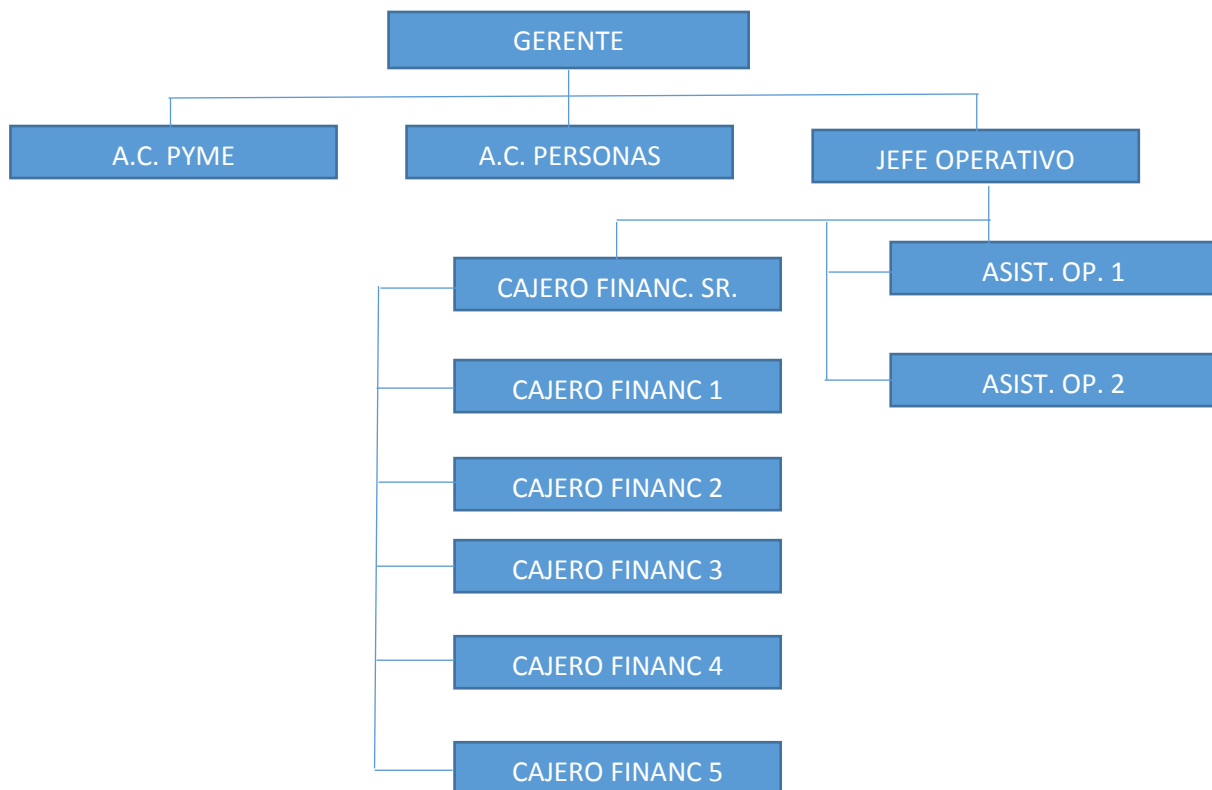 GERENTE
A.C. PYME
A.C. PERSONAS
JEFE OPERATIVO
CAJERO FINANC. SR.
ASIST. OP. 1
CAJERO FINANC 1
ASIST. OP. 2
CAJERO FINANC 2
CAJERO FINANC 3
CAJERO FINANC 4
CAJERO FINANC 5